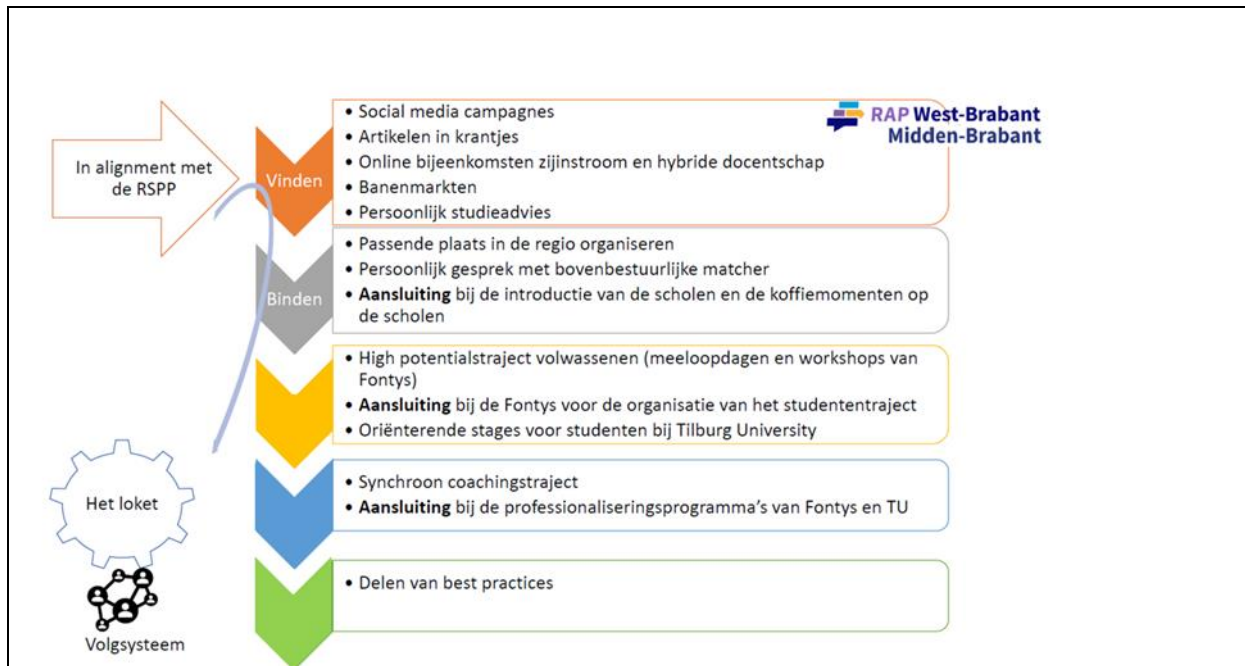 RAP West-Brabant
Midden-Brabant
In alignment met
de RSPP
Vinden
• Social media campagnes
• Artikelen in krantjes
• Online bijeenkomsten zijinstroom en hybride docentschap
• Banenmarkten
• Persoonlijk studieadvies
Binden
• Passende plaats in de regio organiseren
• Persoonlijk gesprek met bovenbestuurlijke matcher
• Aansluiting bij de introductie van de scholen en de koffiemomenten op
de scholen
• High potentialstraject volwassenen (meeloopdagen en workshops van
Fontys)
• Aansluiting bij de Fontys voor de organisatie van het studententraject
• Oriënterende stages voor studenten bij Tilburg University
• Synchroon coachingstraject
• Aansluiting bij de professionaliseringsprogramma's van Fontys en TU
• Delen van best practices
Het loket
Volgsysteem